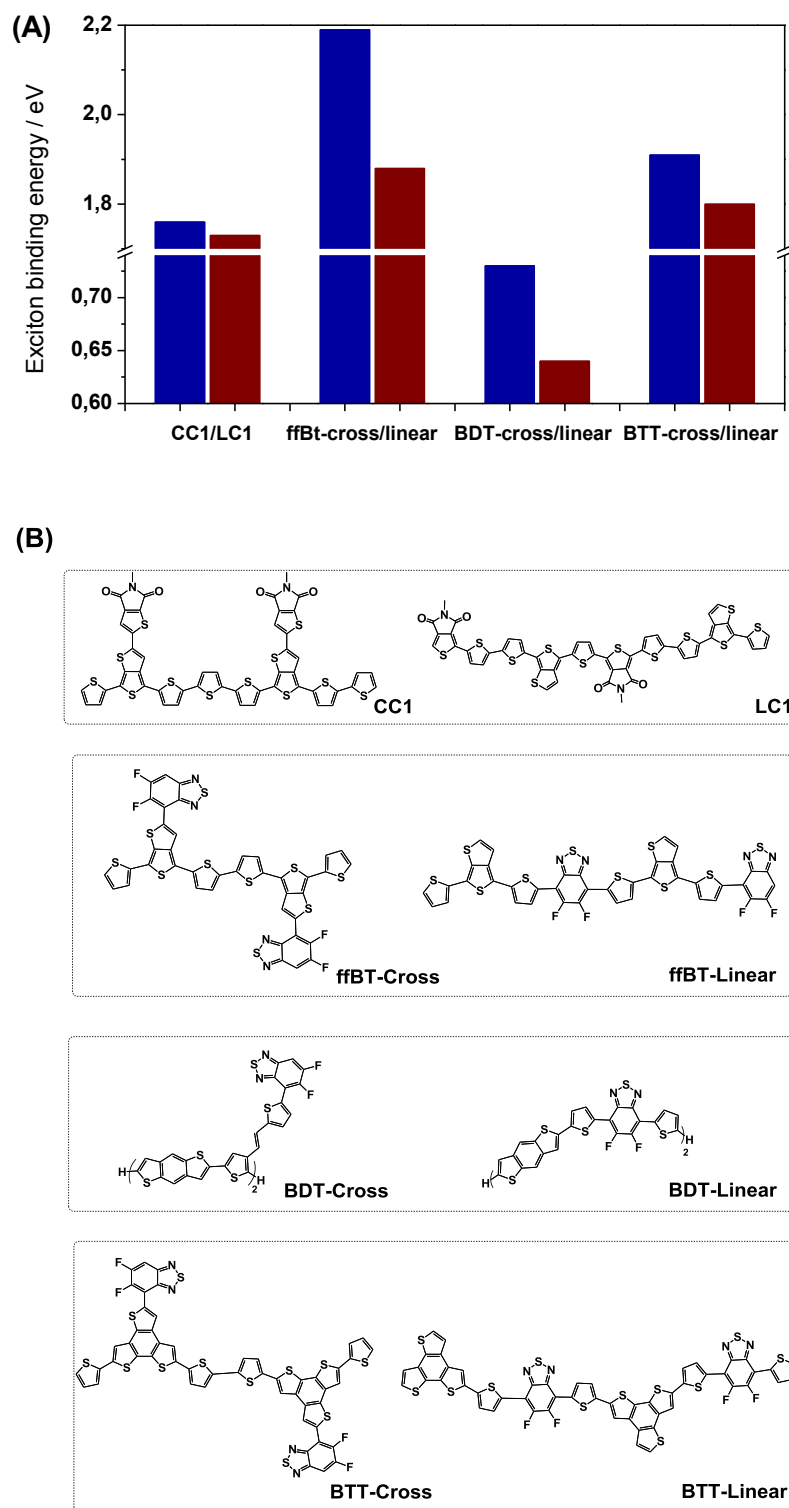 (A)
Exciton binding energy / eV
2,2
2,0
1,8
0,70
0,65
0,60
CC1/LC1 ffBt-cross/linear BDT-cross/linear BTT-cross/linear
(B)
O N O O N O
S S
O N O
S S S S
S S S S S S S S
S S S S S S S S
O N O
CC1 LC1
F N S
F N
S
S S S S S S
S
N F
S
N F
S S
N S N
S S S S S
F F
N S N
F F
ffBT-Cross ffBT-Linear
N F
S
N F
S
S S
S S
H ( ) H
2
N S N
S S
F F
S S
H ( ) H
2
BDT-Cross BDT-Linear
F N S
F N
S
S S S S S S S S
S
N F
S
N F
S
S S
S
N S N
F F
S
S S
S
S
N S N
F F
S
BTT-Cross BTT-Linear